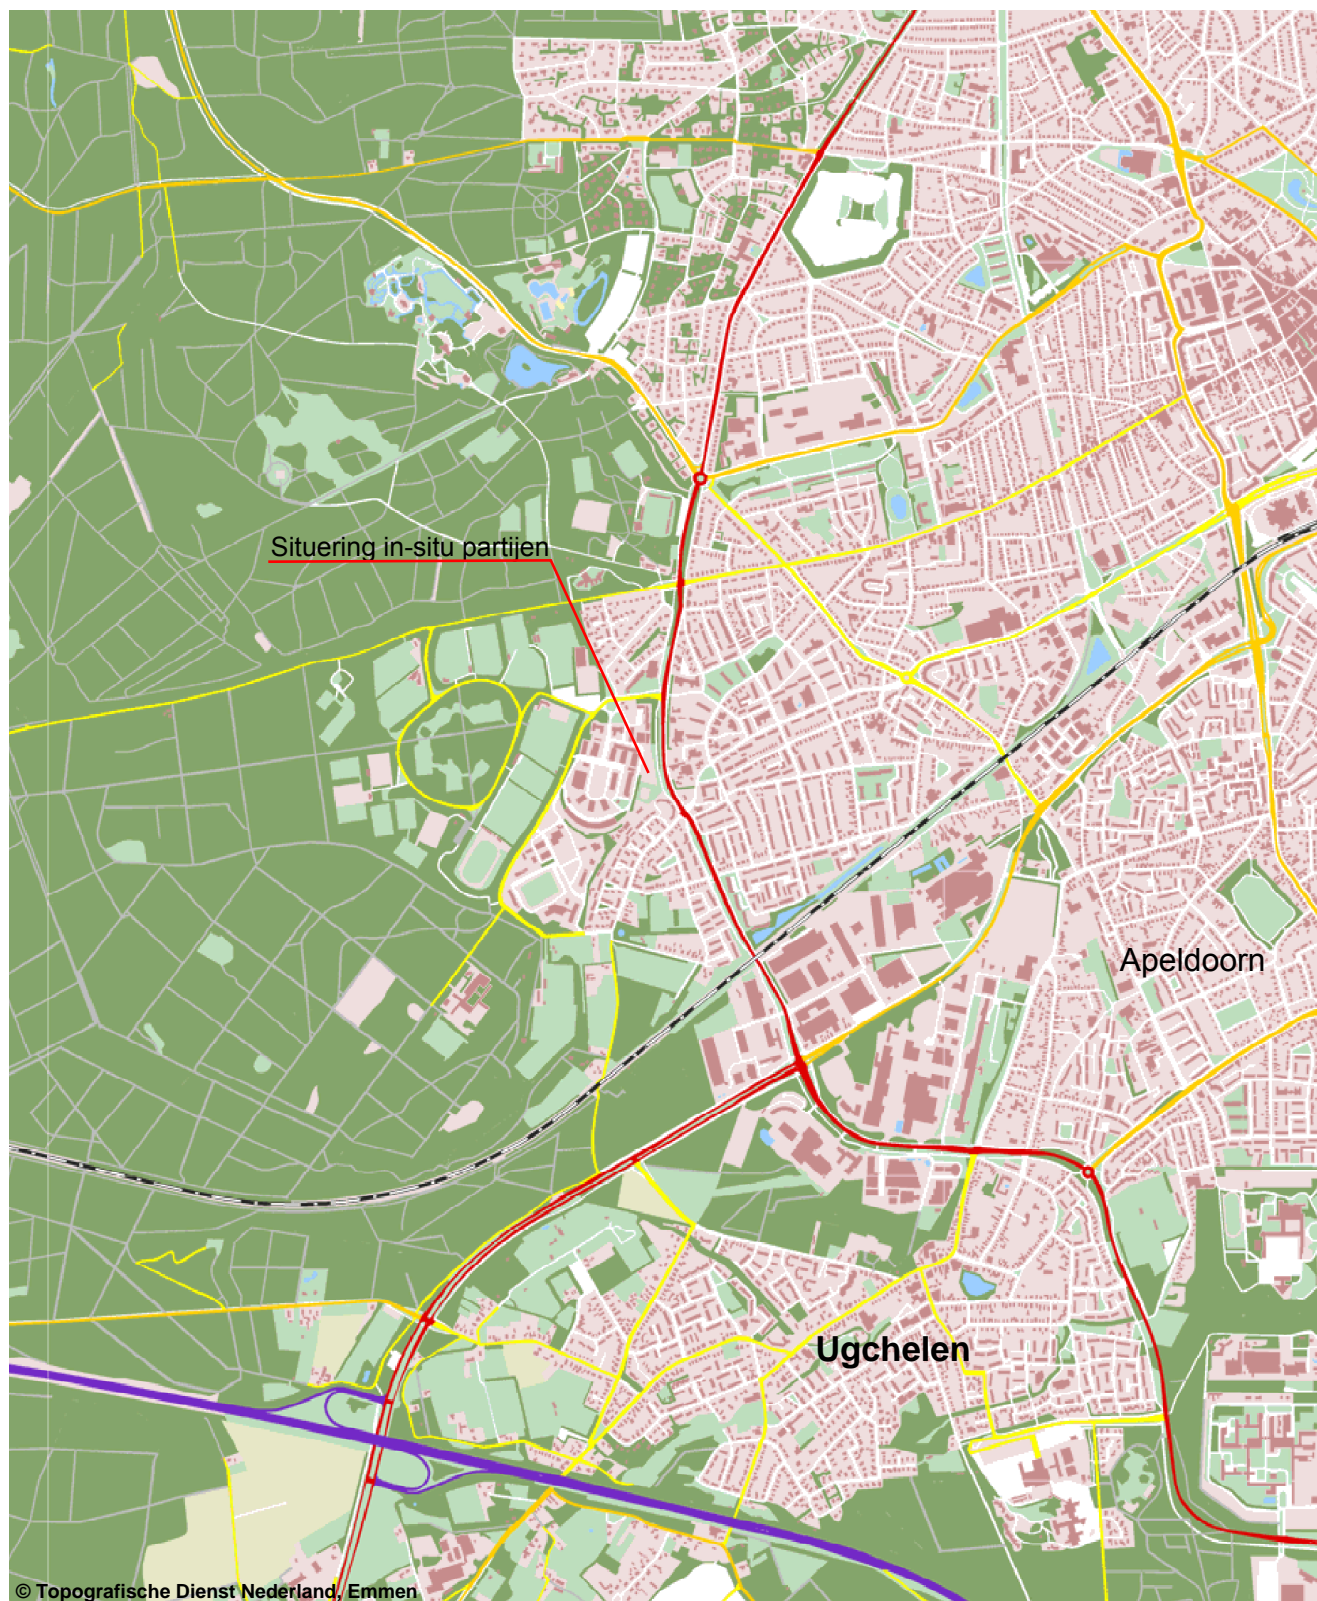 Situering in-situ partijen
Apeldoorn
Ugchelen
© Topografische Dienst Nederland, Emmen